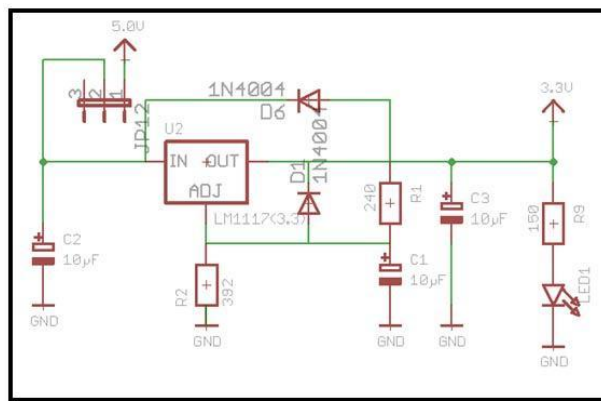 5.0V
3.3V
3
2
1
JP12
1N4004
D6
U2
IN
OUT
ADJ
LM1117(3.3)
D1
1N4004
240
R1
C3
10µF
150
R9
LED1
C2
10µF
R2
392
C1
10µF
GND
GND
GND
GND
GND